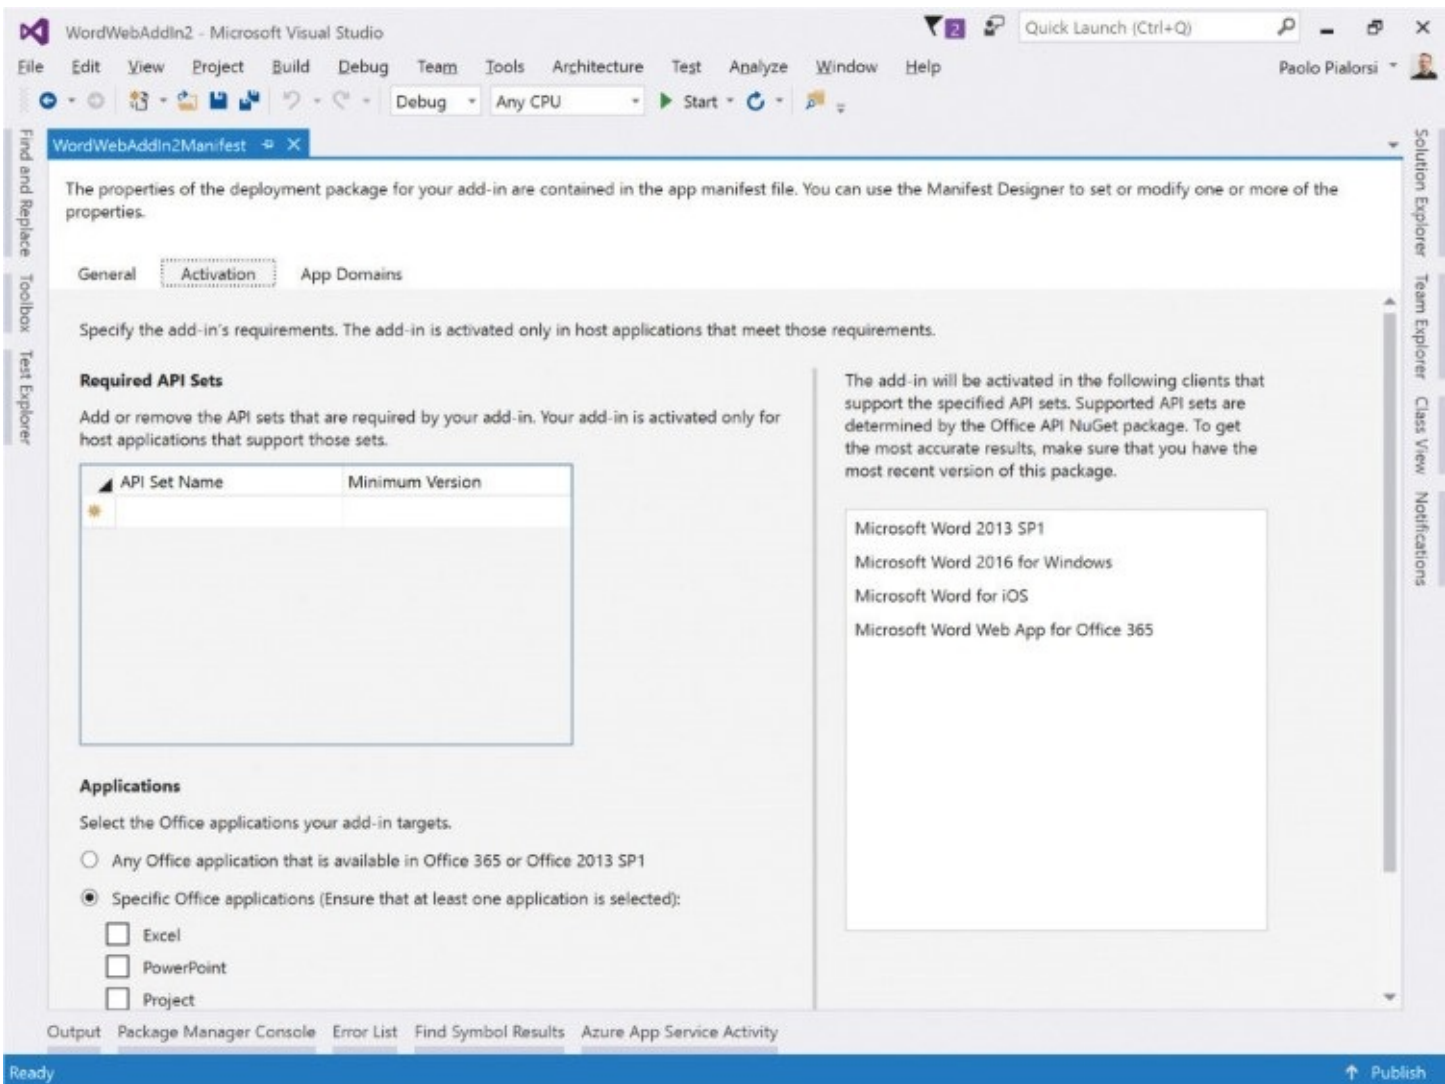 WordWebAddIn2 - Microsoft Visual Studio
2
Quick Launch (Ctrl+Q)
File Edit View Project Build Debug Team Tools Architecture Test Analyze Window Help
Paolo Pialorsi
Debug Any CPU Start
Find and Replace
Toolbox
Test Explorer
WordWebAddIn2Manifest
The properties of the deployment package for your add-in are contained in the app manifest file. You can use the Manifest Designer to set or modify one or more of the
properties.
General Activation App Domains
Specify the add-in's requirements. The add-in is activated only in host applications that meet those requirements.
Required API Sets
Add or remove the API sets that are required by your add-in. Your add-in is activated only for
host applications that support those sets.
API Set Name Minimum Version
Applications
Select the Office applications your add-in targets.
Any Office application that is available in Office 365 or Office 2013 SP1
Specific Office applications (Ensure that at least one application is selected):
Excel
PowerPoint
Project
The add-in will be activated in the following clients that
support the specified API sets. Supported API sets are
determined by the Office API NuGet package. To get
the most accurate results, make sure that you have the
most recent version of this package.
Microsoft Word 2013 SP1
Microsoft Word 2016 for Windows
Microsoft Word for iOS
Microsoft Word Web App for Office 365
Solution Explorer
Team Explorer
Class View
Notifications
Output Package Manager Console Error List Find Symbol Results Azure App Service Activity
Ready
Publish